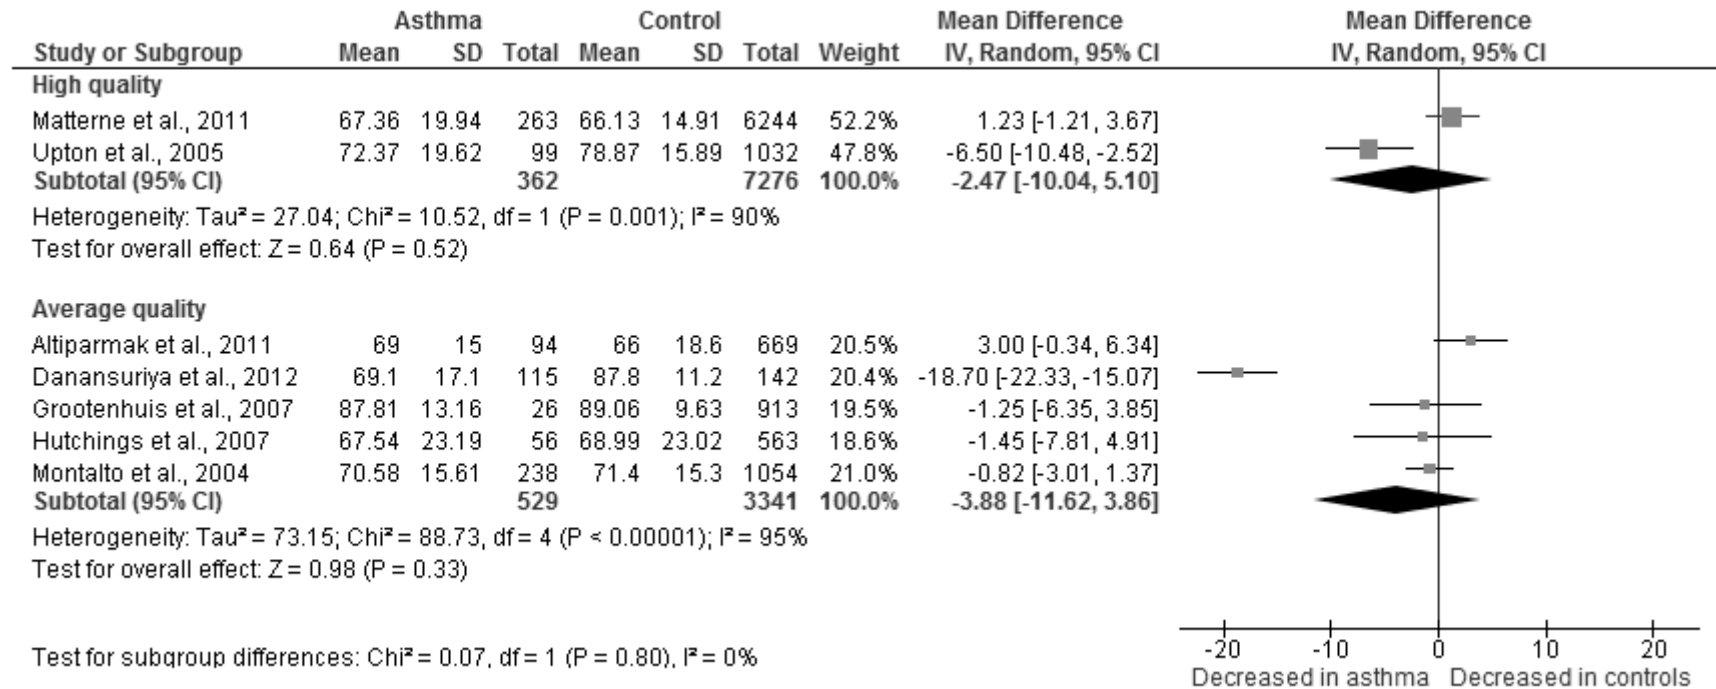 Asthma Control Mean Difference Mean Difference
Study or Subgroup Mean SD Total Mean SD Total Weight IV, Random, 95% CI IV, Random, 95% CI
High quality
Matterne et al., 2011 67.36 19.94 263 66.13 14.91 6244 52.2% 1.23 [-1.21, 3.67]
Upton et al., 2005 72.37 19.62 99 78.87 15.89 1032 47.8% -6.50 [-10.48, -2.52]
Subtotal (95% CI) 362 7276 100.0% -2.47 [-10.04, 5.10]
Heterogeneity: Tau² = 27.04; Chi² = 10.52, df = 1 (P = 0.001); I² = 90%
Test for overall effect: Z = 0.64 (P = 0.52)
Average quality
Altiparmak et al., 2011 69 15 94 66 18.6 669 20.5% 3.00 [-0.34, 6.34]
Danansuriya et al., 2012 69.1 17.1 115 87.8 11.2 142 20.4% -18.70 [-22.33, -15.07]
Grootenhuis et al., 2007 87.81 13.16 26 89.06 9.63 913 19.5% -1.25 [-6.35, 3.85]
Hutchings et al., 2007 67.54 23.19 56 68.99 23.02 563 18.6% -1.45 [-7.81, 4.91]
Montalto et al., 2004 70.58 15.61 238 71.4 15.3 1054 21.0% -0.82 [-3.01, 1.37]
Subtotal (95% CI) 529 3341 100.0% -3.88 [-11.62, 3.86]
Heterogeneity: Tau² = 73.15; Chi² = 88.73, df = 4 (P < 0.00001); I² = 95%
Test for overall effect: Z = 0.98 (P = 0.33)
-20 -10 0 10 20
Test for subgroup differences: Chi² = 0.07, df = 1 (P = 0.80), I² = 0%
Decreased in asthma Decreased in controls